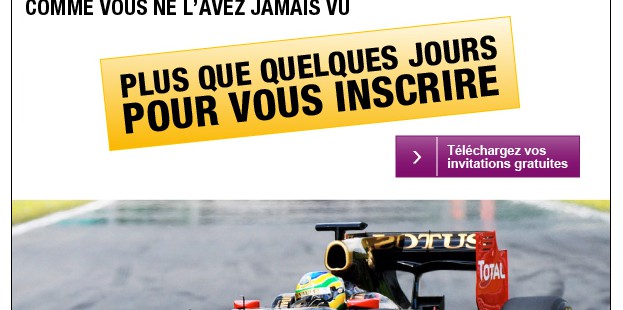 COMME VOUS NE L'AVEZ JAMAIS VU
PLUS QUE QUELQUES JOURS
POUR VOUS INSCRIRE
Téléchargez vos
invitations gratuites
LOTUS
TOTAL